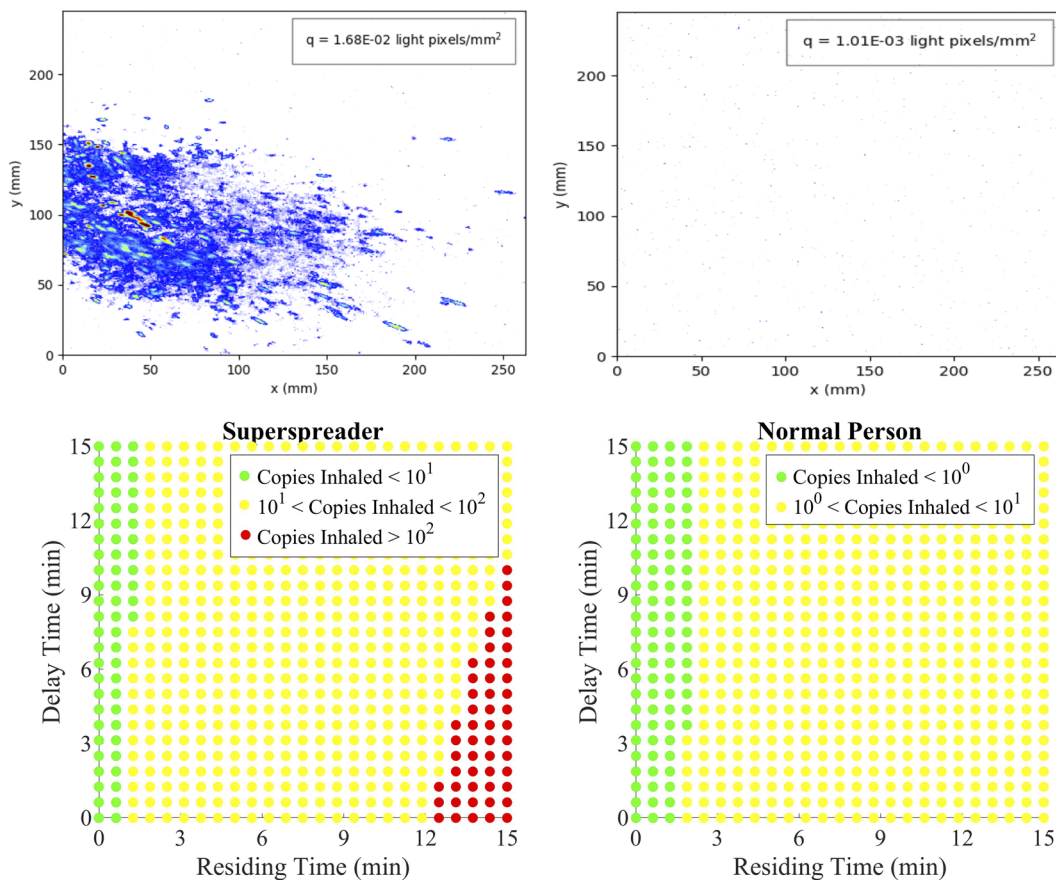 q = 1.68E-02 light pixels/mm²
200
150
100
50
0
y (mm)
0 50 100 150 200 250
x (mm)
q = 1.01E-03 light pixels/mm²
200
150
100
50
0
y (mm)
0 50 100 150 200 250
x (mm)
Superspreader
Copies Inhaled < 10¹
10¹ < Copies Inhaled < 10²
Copies Inhaled > 10²
15
12
9
6
3
0
Delay Time (min)
0 3 6 9 12 15
Residing Time (min)
Normal Person
Copies Inhaled < 10⁰
10⁰ < Copies Inhaled < 10¹
15
12
9
6
3
0
Delay Time (min)
0 3 6 9 12 15
Residing Time (min)